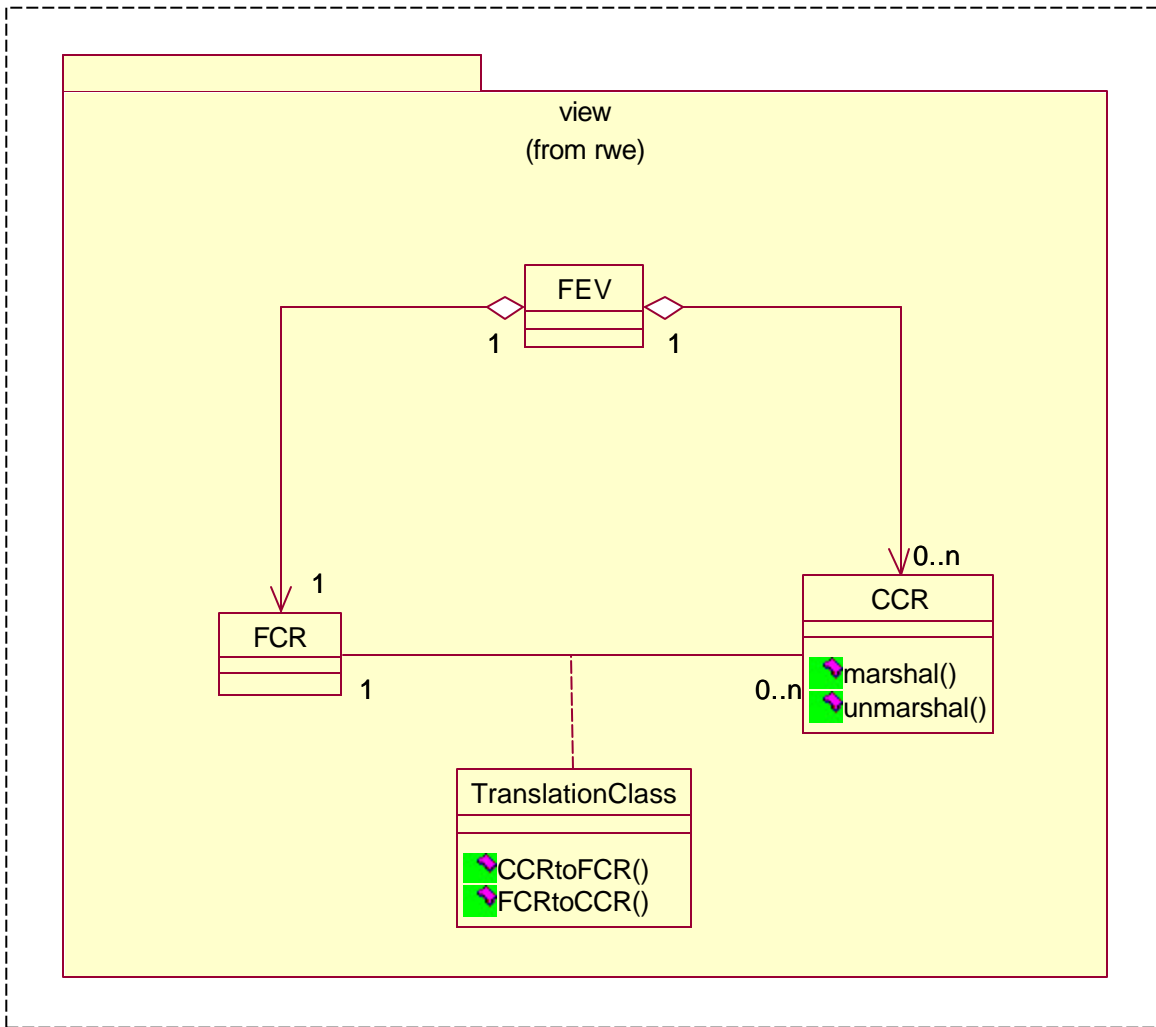 view
(from rwe)
FEV
1
1
1
0..n
FCR
CCR
1
0..n
marshal()
unmarshal()
TranslationClass
CCRtoFCR()
FCRtoCCR()